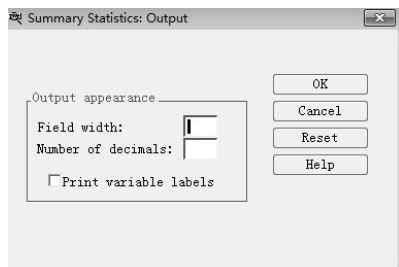 Summary Statistics: Output
Output appearance
Field width:
Number of decimals:
Print variable labels
OK
Cancel
Reset
Help